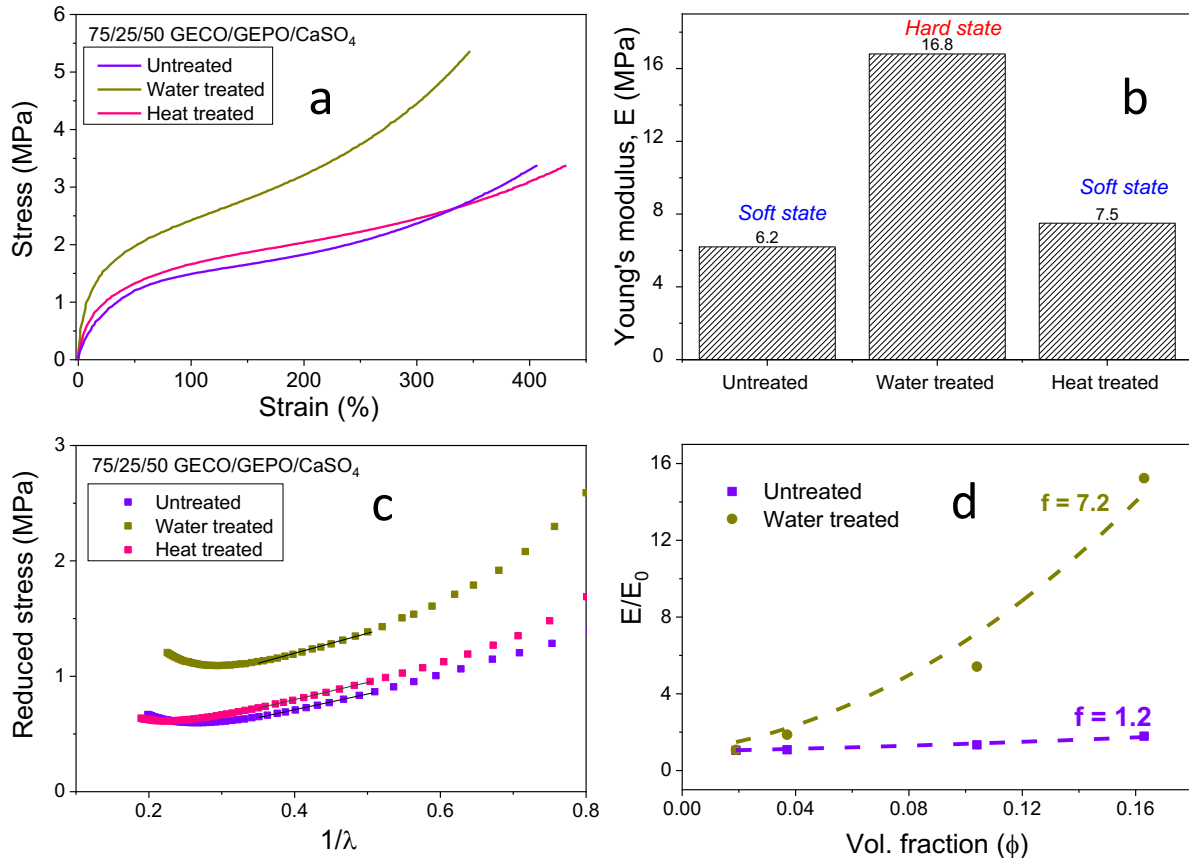 75/25/50 GECO/GEPO/CaSO₄
Untreated
Water treated
Heat treated
a
6
5
4
3
2
1
0
Stress (MPa)
0 100 200 300 400
Strain (%)
Hard state
16.8
b
Soft state
6.2
Soft state
7.5
16
12
8
4
0
Young's modulus, E (MPa)
Untreated Water treated Heat treated
75/25/50 GECO/GEPO/CaSO₄
Untreated
Water treated
Heat treated
c
3
2
1
0
Reduced stress (MPa)
0.2 0.4 0.6 0.8
1/λ
Untreated
Water treated
d
f = 7.2
f = 1.2
16
12
8
4
0
E/E₀
0.00 0.04 0.08 0.12 0.16
Vol. fraction (ϕ)